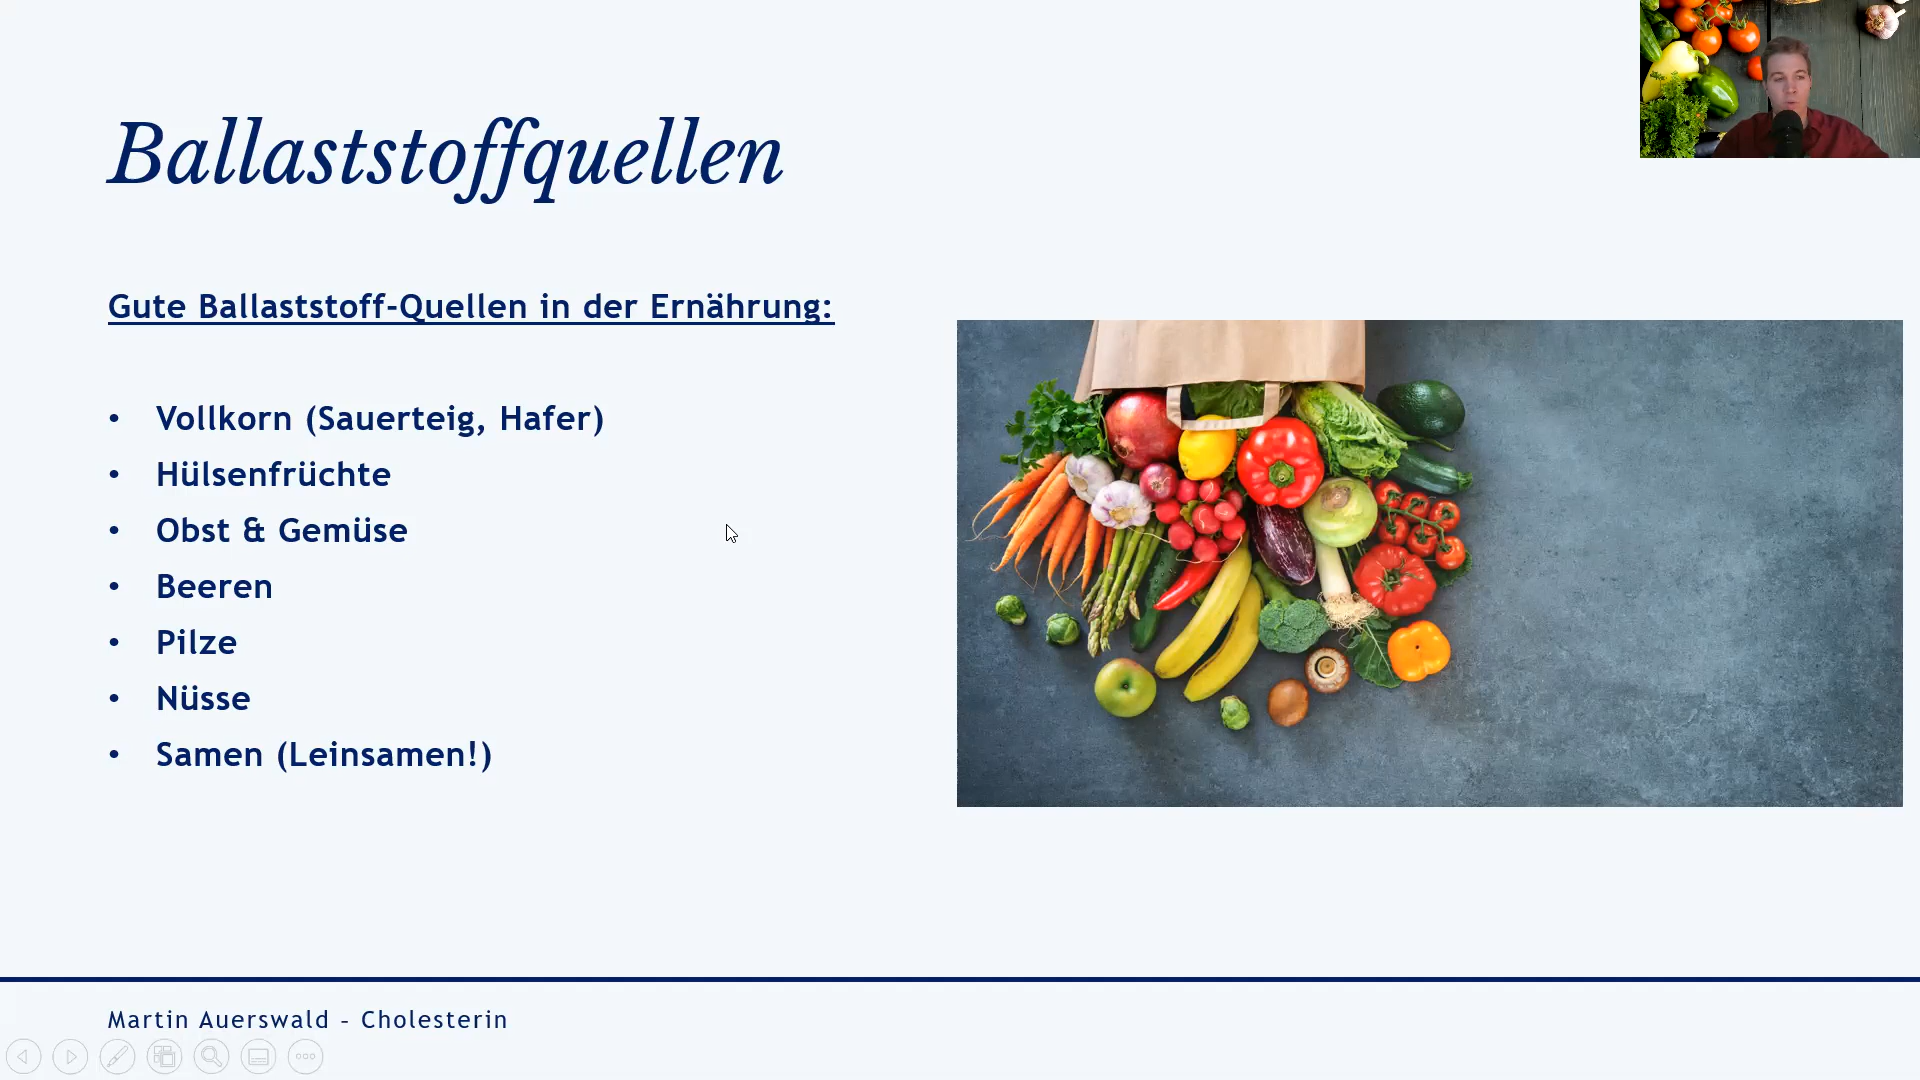 Ballaststoffquellen
Gute Ballaststoff-Quellen in der Ernährung:
• Vollkorn (Sauerteig, Hafer)
• Hülsenfrüchte
• Obst & Gemüse
• Beeren
• Pilze
• Nüsse
• Samen (Leinsamen!)
Martin Auerswald – Cholesterin